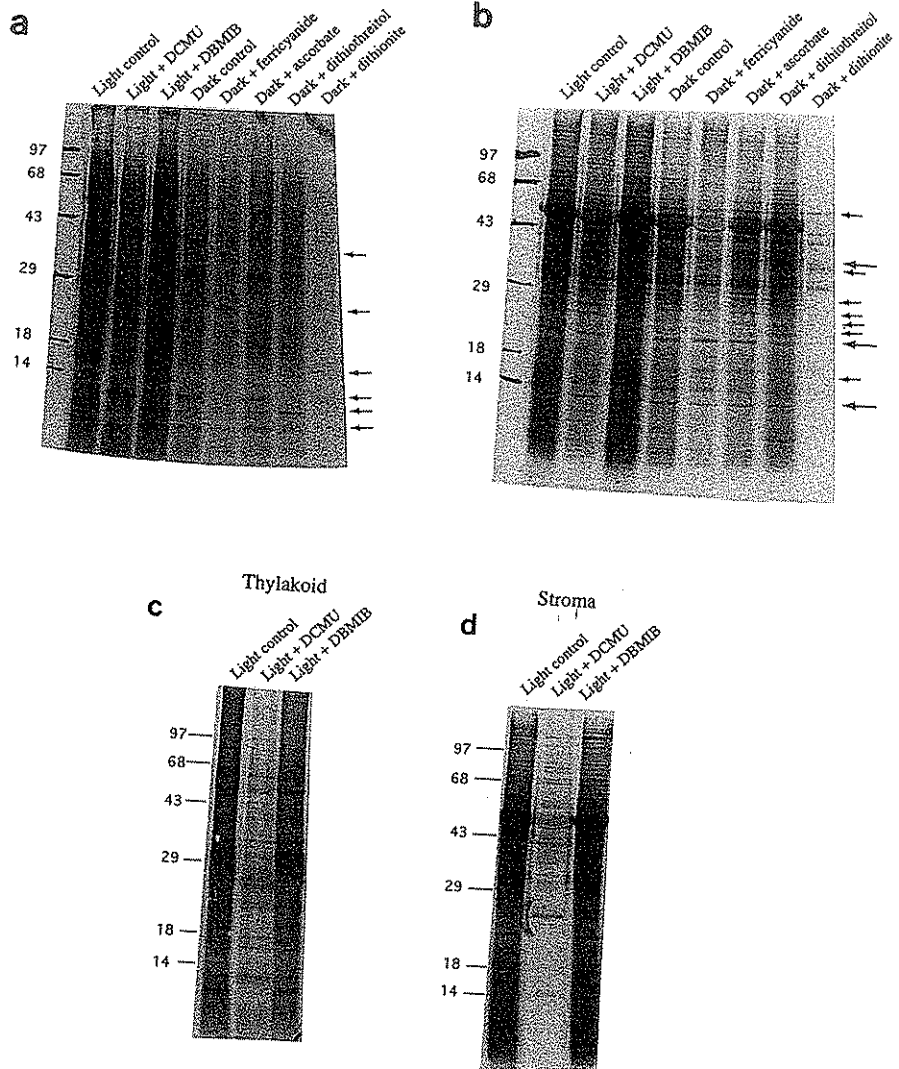 a
Light control
Light + DCMU
Light + DBMIB
Dark control
Dark + ferricyanide
Dark + ascorbate
Dark + dithiothreitol
Dark + dithionite
97
68
43
29
18
14
b
Light control
Light + DCMU
Light + DBMIB
Dark control
Dark + ferricyanide
Dark + ascorbate
Dark + dithiothreitol
Dark + dithionite
97
68
43
29
18
14
c
Thylakoid
Light control
Light + DCMU
Light + DBMIB
97
68
43
29
18
14
d
Stroma
Light control
Light + DCMU
Light + DBMIB
97
68
43
29
18
14